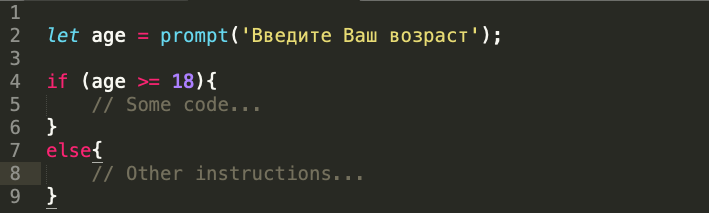 1
2 let age = prompt('Введите Ваш возраст');
3
4 if (age >= 18){
5 // Some code...
6 }
7 else{
8 // Other instructions...
9 }